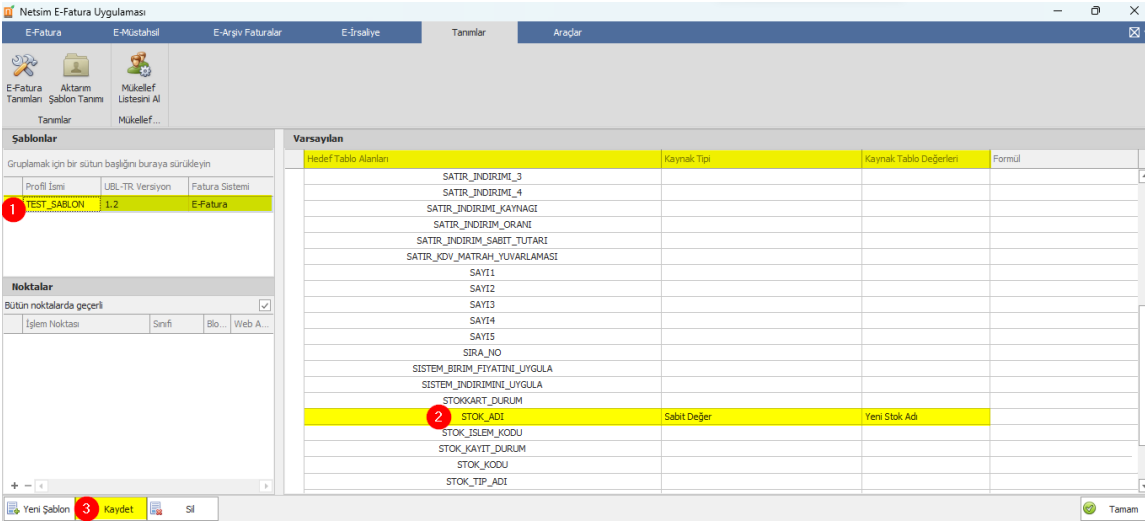 Netsim E-Fatura Uygulaması
E-Fatura E-Müstahsil E-Arşiv Faturalar E-İrsaliye Tanımlar Araçlar
E-Fatura Tanımları
Aktarım Şablon Tanımı
Mükellef Listesini Al
Tanımlar Mükellef...
Şablonlar
Gruplamak için bir sütun başlığını buraya sürükleyin
Profil İsmi UBL-TR Versiyon Fatura Sistemi
1 TEST_SABLON 1.2 E-Fatura
Noktalar
Bütün noktalarda geçerli
İşlem Noktası Sınıfı Blo... Web A...
Varsayılan
Hedef Tablo Alanları Kaynak Tipi Kaynak Tablo Değerleri Formül
SATIR_INDIRIMI_3
SATIR_INDIRIMI_4
SATIR_INDIRIMI_KAYNAGI
SATIR_INDIRIM_ORANI
SATIR_INDIRIM_SABIT_TUTARI
SATIR_KDV_MATRAH_YUVARLAMASI
SAYI1
SAYI2
SAYI3
SAYI4
SAYI5
SIRA_NO
SISTEM_BIRIM_FIYATINI_UYGULA
SISTEM_INDIRIMINI_UYGULA
STOKKART_DURUM
2 STOK_ADI Sabit Değer Yeni Stok Adı
STOK_ISLEM_KODU
STOK_KAYIT_DURUM
STOK_KODU
STOK_TIP_ADI
Yeni Şablon 3 Kaydet Sil Tamam